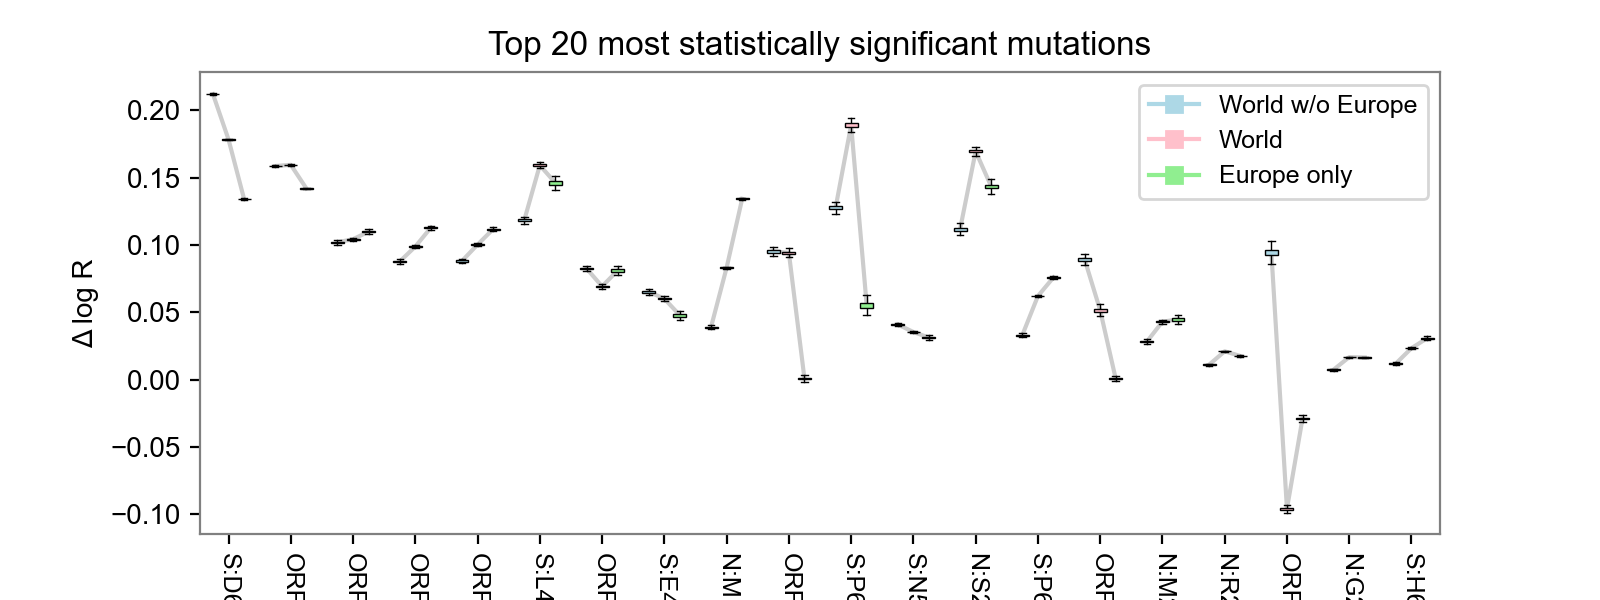 Top 20 most statistically significant mutations
World w/o Europe
World
Europe only
Δ log R
0.20
0.15
0.10
0.05
0.00
−0.05
−0.10
S:D6
ORF
ORF
ORF
ORF
S:L4
ORF
S:E4
N:M
ORF
S:P6
S:N5
N:S2
S:P6
ORF
N:M2
N:R2
ORF
N:G2
S:H6